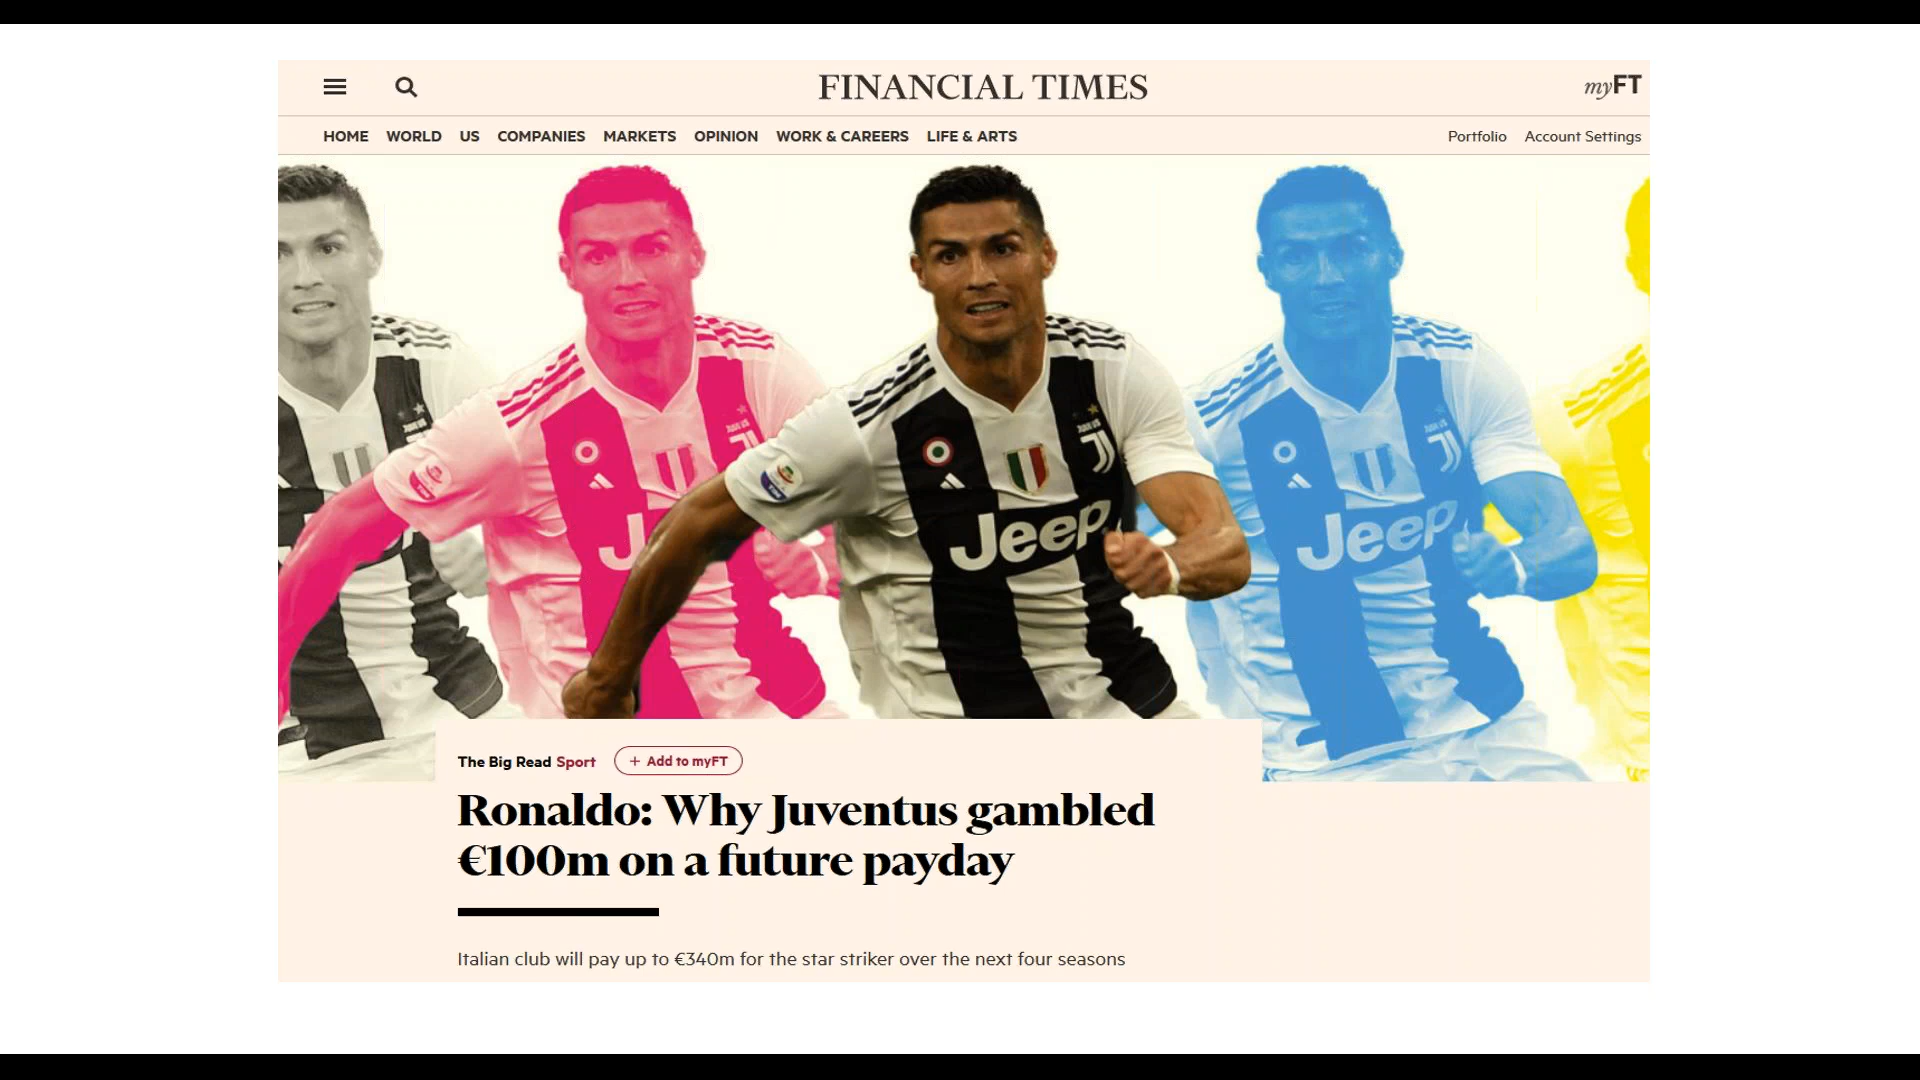 FINANCIAL TIMES
myFT
HOME WORLD US COMPANIES MARKETS OPINION WORK & CAREERS LIFE & ARTS
Portfolio Account Settings
Jeep
Jeep
The Big Read Sport + Add to myFT
Ronaldo: Why Juventus gambled
€100m on a future payday
Italian club will pay up to €340m for the star striker over the next four seasons